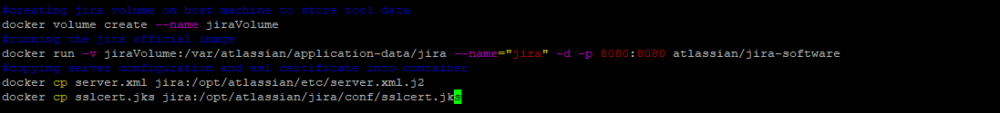 #creating jira volume on host machine to store tool data
docker volume create --name jiraVolume
#running the jira official image
docker run -v jiraVolume:/var/atlassian/application-data/jira --name="jira" -d -p 8080:8080 atlassian/jira-software
#copying server configuration and ssl certificate into container
docker cp server.xml jira:/opt/atlassian/etc/server.xml.j2
docker cp sslcert.jks jira:/opt/atlassian/jira/conf/sslcert.jks